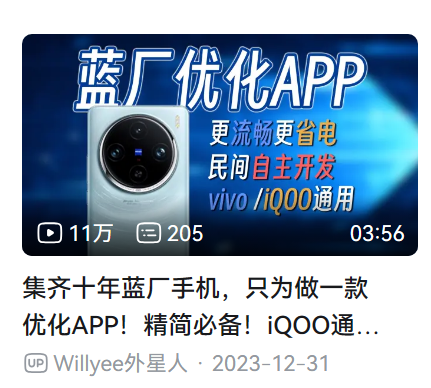 蓝厂优化APP
更流畅更省电
民间自主开发
vivo /iQOO通用
11万 205 03:56
集齐十年蓝厂手机，只为做一款
优化APP！精简必备！iQOO通…
UP Willyee外星人 · 2023-12-31